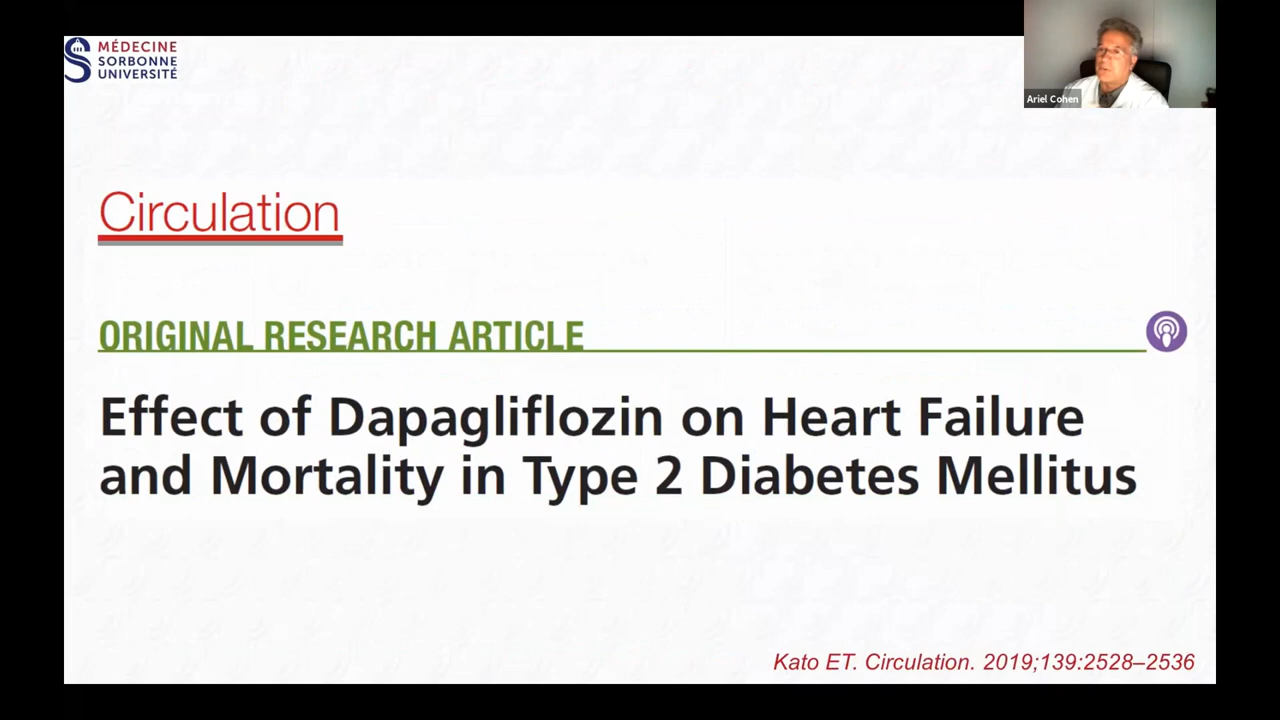 MÉDECINE
SORBONNE
UNIVERSITÉ
Ariel Cohen
Circulation
ORIGINAL RESEARCH ARTICLE
Effect of Dapagliflozin on Heart Failure
and Mortality in Type 2 Diabetes Mellitus
Kato ET. Circulation. 2019;139:2528–2536